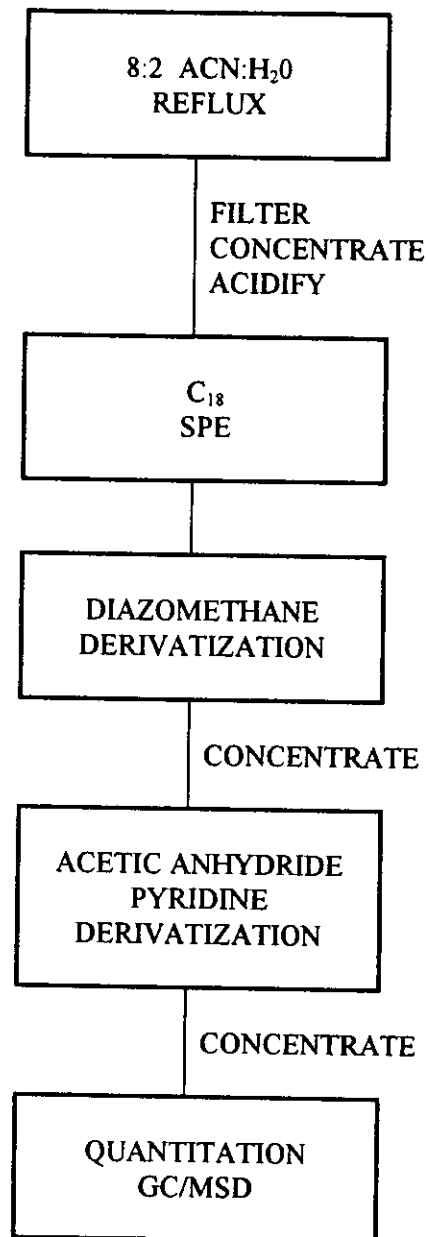 8:2 ACN:H₂0
REFLUX
FILTER
CONCENTRATE
ACIDIFY
C₁₈
SPE
DIAZOMETHANE
DERIVATIZATION
CONCENTRATE
ACETIC ANHYDRIDE
PYRIDINE
DERIVATIZATION
CONCENTRATE
QUANTITATION
GC/MSD